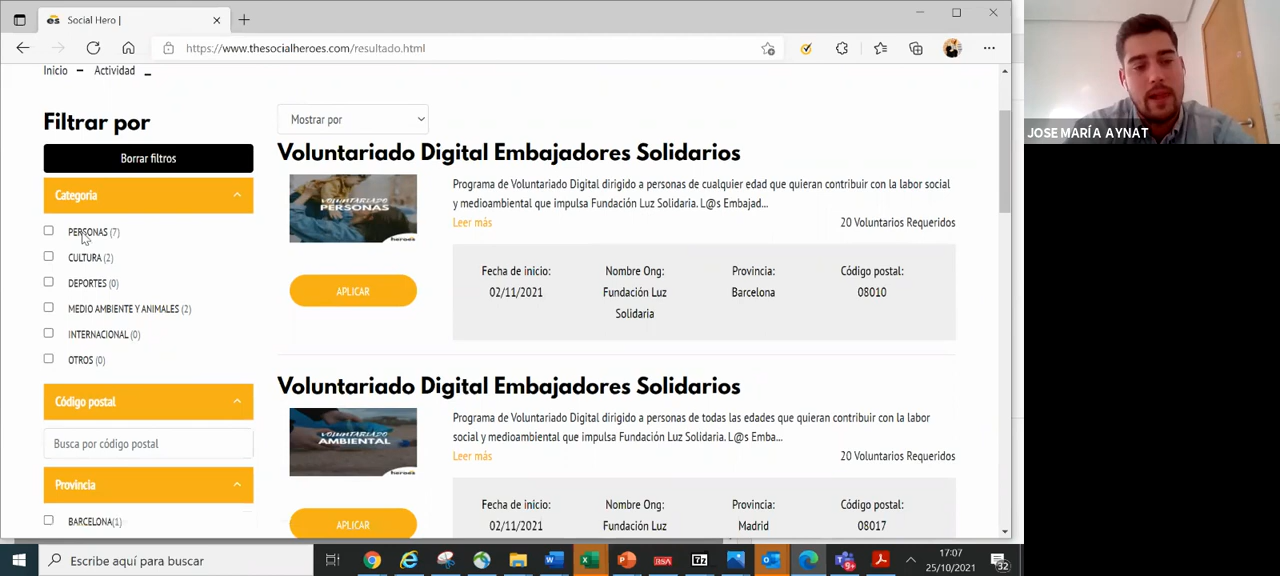 Social Hero |
https://www.thesocialheroes.com/resultado.html
Inicio
Actividad
Filtrar por
Borrar filtros
Categoria
PERSONAS (7)
CULTURA (2)
DEPORTES (0)
MEDIO AMBIENTE Y ANIMALES (2)
INTERNACIONAL (0)
OTROS (0)
Código postal
Busca por código postal
Provincia
BARCELONA(1)
Mostrar por
Voluntariado Digital Embajadores Solidarios
VOLUNTARIADO
PERSONAS
heroes
APLICAR
Programa de Voluntariado Digital dirigido a personas de cualquier edad que quieran contribuir con la labor social
y medioambiental que impulsa Fundación Luz Solidaria. L@s Embajad...
Leer más
20 Voluntarios Requeridos
Fecha de inicio:
02/11/2021
Nombre Ong:
Fundación Luz
Solidaria
Provincia:
Barcelona
Código postal:
08010
Voluntariado Digital Embajadores Solidarios
VOLUNTARIADO
AMBIENTAL
heroes
APLICAR
Programa de Voluntariado Digital dirigido a personas de todas las edades que quieran contribuir con la labor
social y medioambiental que impulsa Fundación Luz Solidaria. L@s Emba...
Leer más
20 Voluntarios Requeridos
Fecha de inicio:
02/11/2021
Nombre Ong:
Fundación Luz
Provincia:
Madrid
Código postal:
08017
JOSE MARÍA AYNAT
Escribe aquí para buscar
RSA
17:07
25/10/2021
32